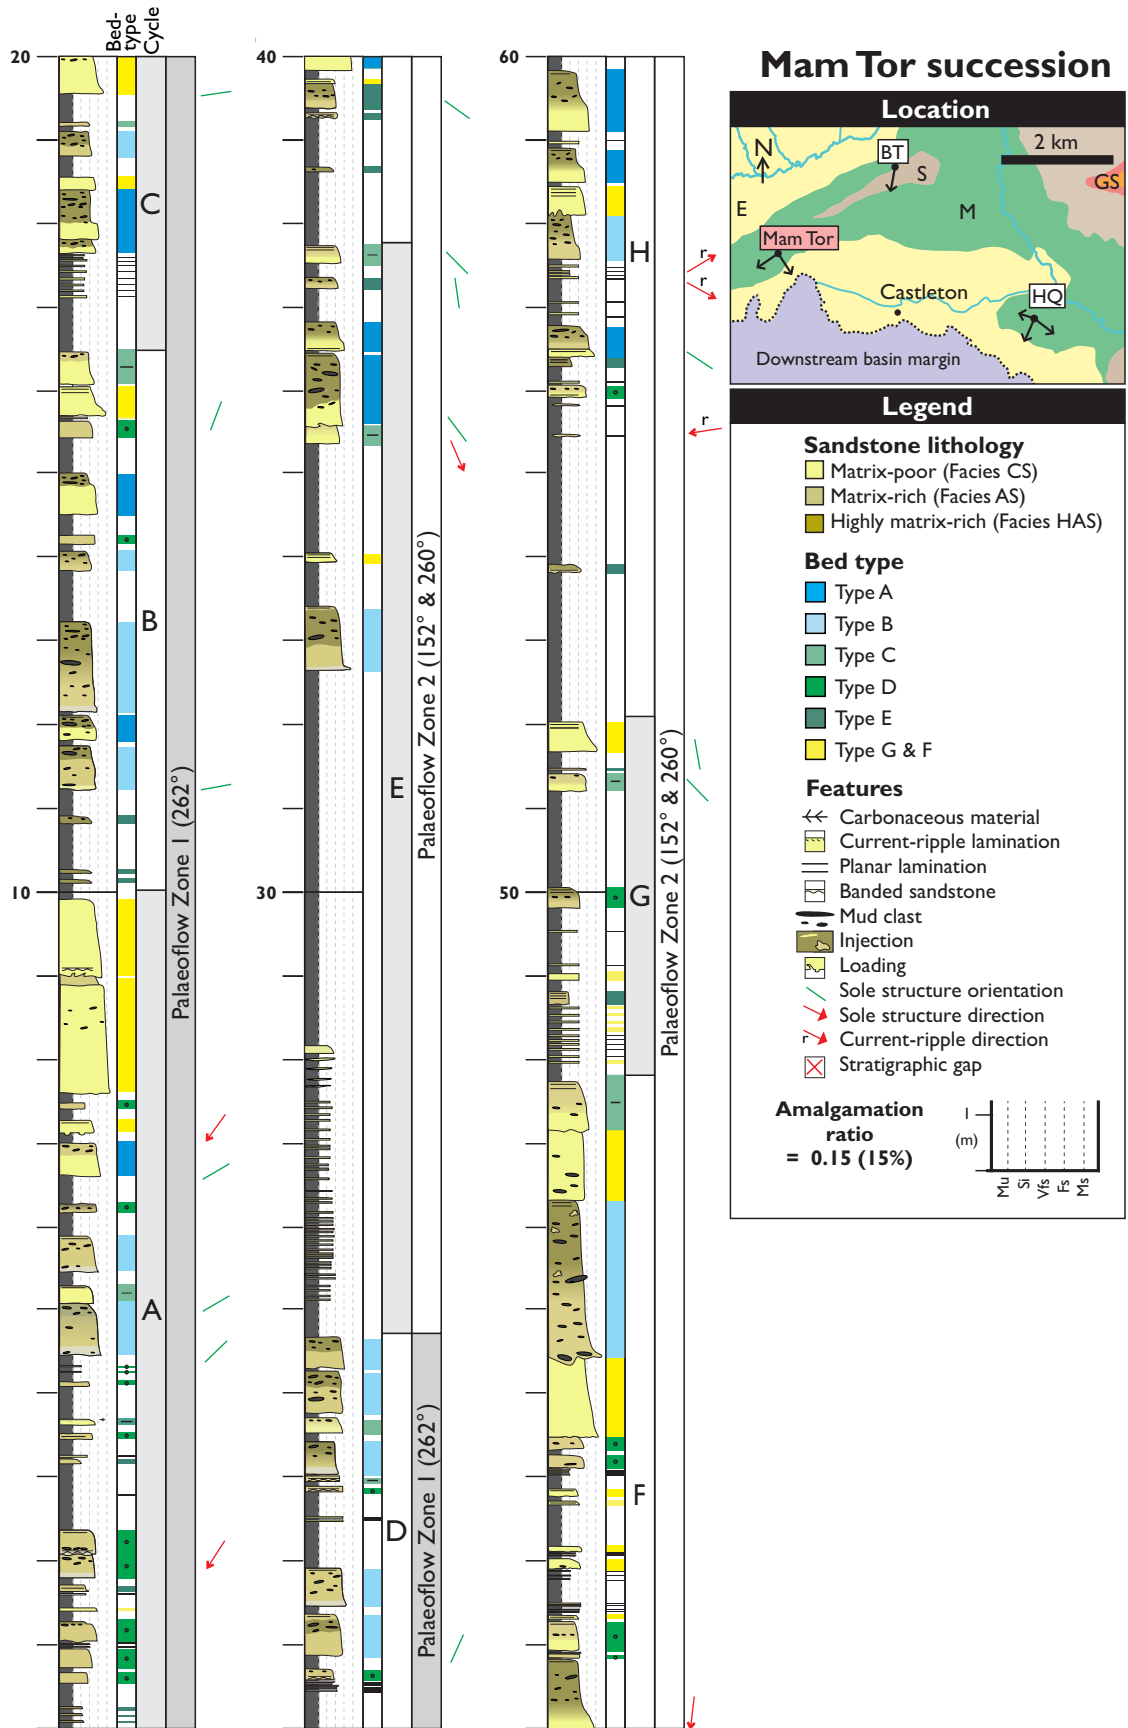 Mam Tor succession
Bed-
type
Cycle
20
C
B
10
A
Palaeoflow Zone 1 (262°)
40
E
30
D
Palaeoflow Zone 2 (152° & 260°)
Palaeoflow Zone 1 (262°)
60
H
r
r
r
G
50
F
Palaeoflow Zone 2 (152° & 260°)
Location
N
BT
2 km
S
GS
E
M
Mam Tor
Castleton
HQ
Downstream basin margin
Legend
Sandstone lithology
Matrix-poor (Facies CS)
Matrix-rich (Facies AS)
Highly matrix-rich (Facies HAS)
Bed type
Type A
Type B
Type C
Type D
Type E
Type G & F
Features
Carbonaceous material
Current-ripple lamination
Planar lamination
Banded sandstone
Mud clast
Injection
Loading
Sole structure orientation
Sole structure direction
r Current-ripple direction
Stratigraphic gap
Amalgamation
ratio
= 0.15 (15%)
1
(m)
Mu
Si
Vfs
Fs
Ms